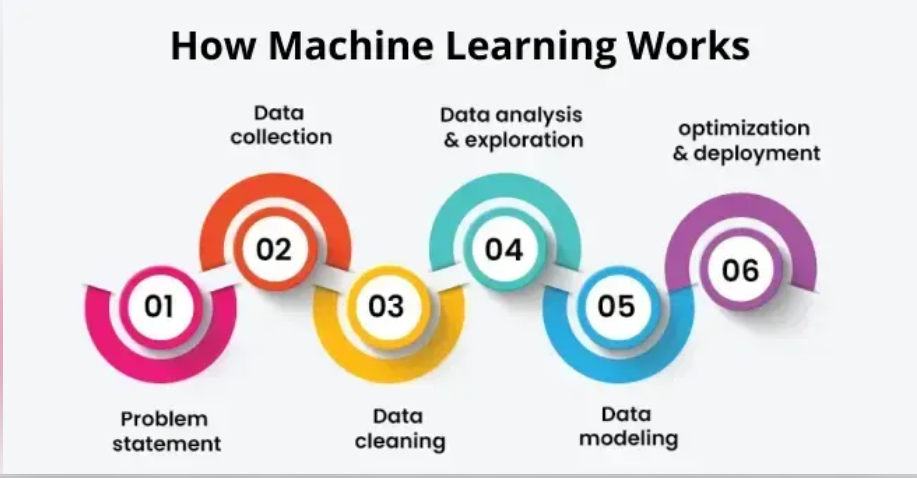 How Machine Learning Works
01
Problem
statement
02
Data
collection
03
Data
cleaning
04
Data analysis
& exploration
05
Data
modeling
06
optimization
& deployment